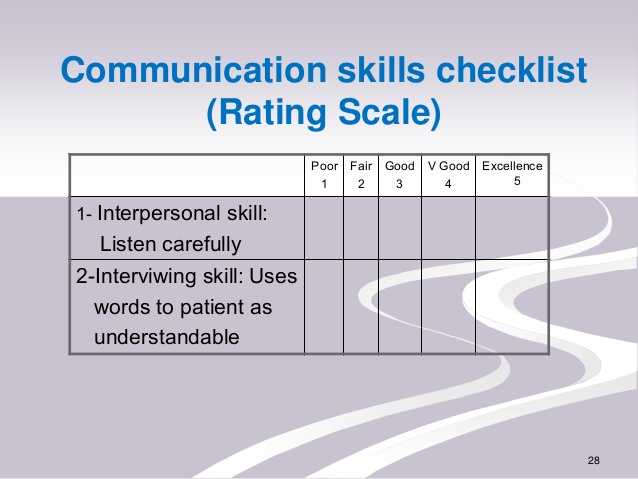 Communication skills checklist
(Rating Scale)
Poor Fair Good V Good Excellence
1 2 3 4 5
1- Interpersonal skill:
Listen carefully
2-Interviwing skill: Uses
words to patient as
understandable
28